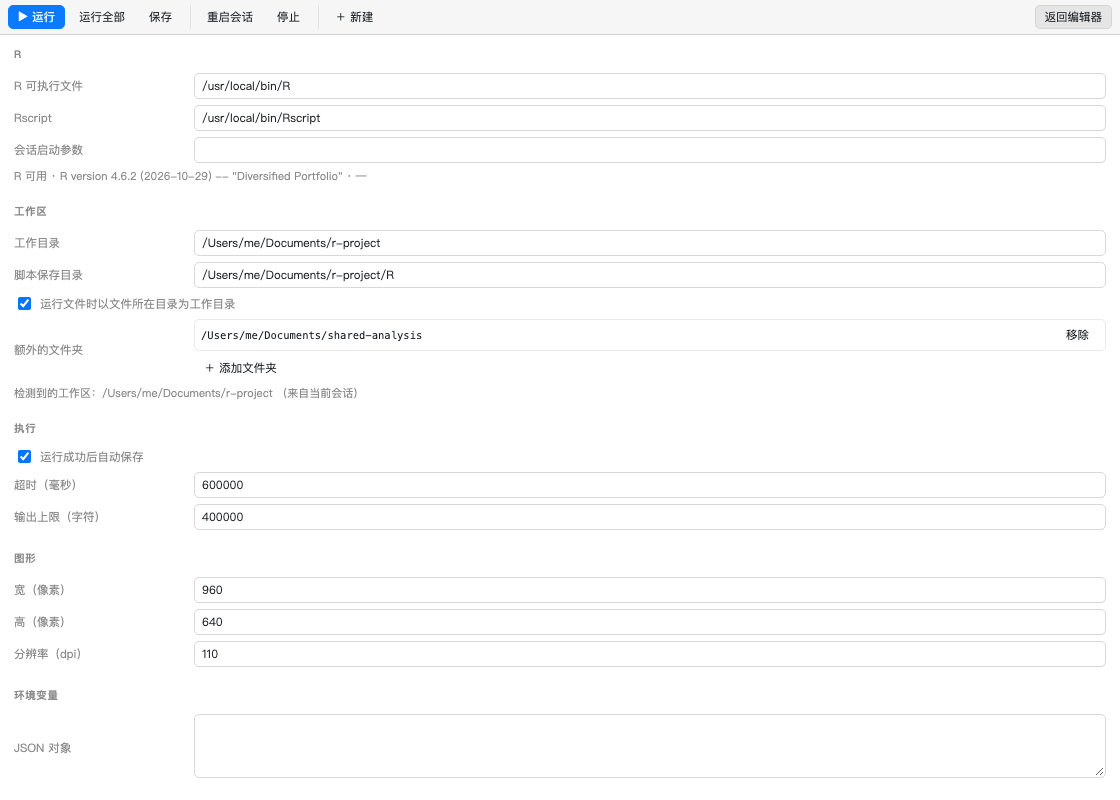 ▶ 运行 运行全部 保存 重启会话 停止 + 新建 返回编辑器
R
R 可执行文件 /usr/local/bin/R
Rscript /usr/local/bin/Rscript
会话启动参数
R 可用 · R version 4.6.2 (2026-10-29) -- "Diversified Portfolio" · —
工作区
工作目录 /Users/me/Documents/r-project
脚本保存目录 /Users/me/Documents/r-project/R
运行文件时以文件所在目录为工作目录
额外的文件夹 /Users/me/Documents/shared-analysis 移除
+ 添加文件夹
检测到的工作区：/Users/me/Documents/r-project （来自当前会话）
执行
运行成功后自动保存
超时（毫秒） 600000
输出上限（字符） 400000
图形
宽（像素） 960
高（像素） 640
分辨率（dpi） 110
环境变量
JSON 对象